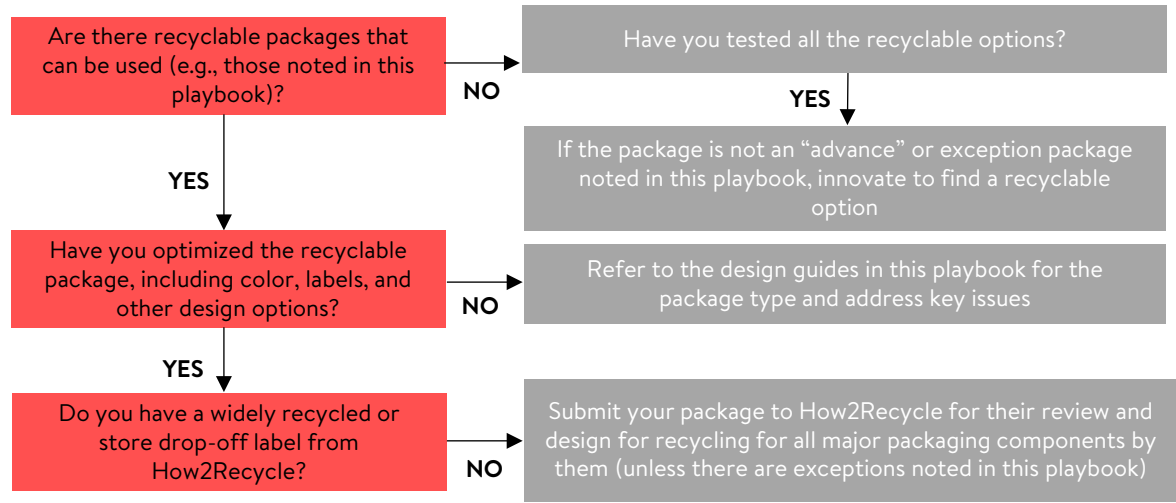 Are there recyclable packages that
can be used (e.g., those noted in this
playbook)?
NO
Have you tested all the recyclable options?
YES
If the package is not an “advance” or exception package
noted in this playbook, innovate to find a recyclable
option
YES
Have you optimized the recyclable
package, including color, labels, and
other design options?
NO
Refer to the design guides in this playbook for the
package type and address key issues
YES
Do you have a widely recycled or
store drop-off label from
How2Recycle?
NO
Submit your package to How2Recycle for their review and
design for recycling for all major packaging components by
them (unless there are exceptions noted in this playbook)